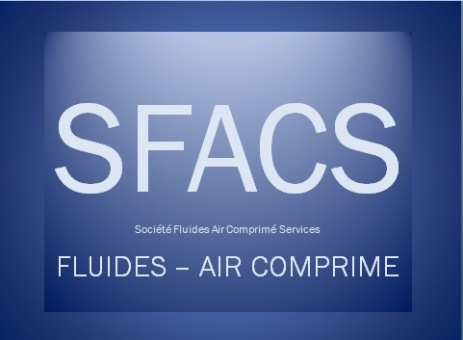 SFACS
Société Fluides Air Comprimé Services
FLUIDES – AIR COMPRIME